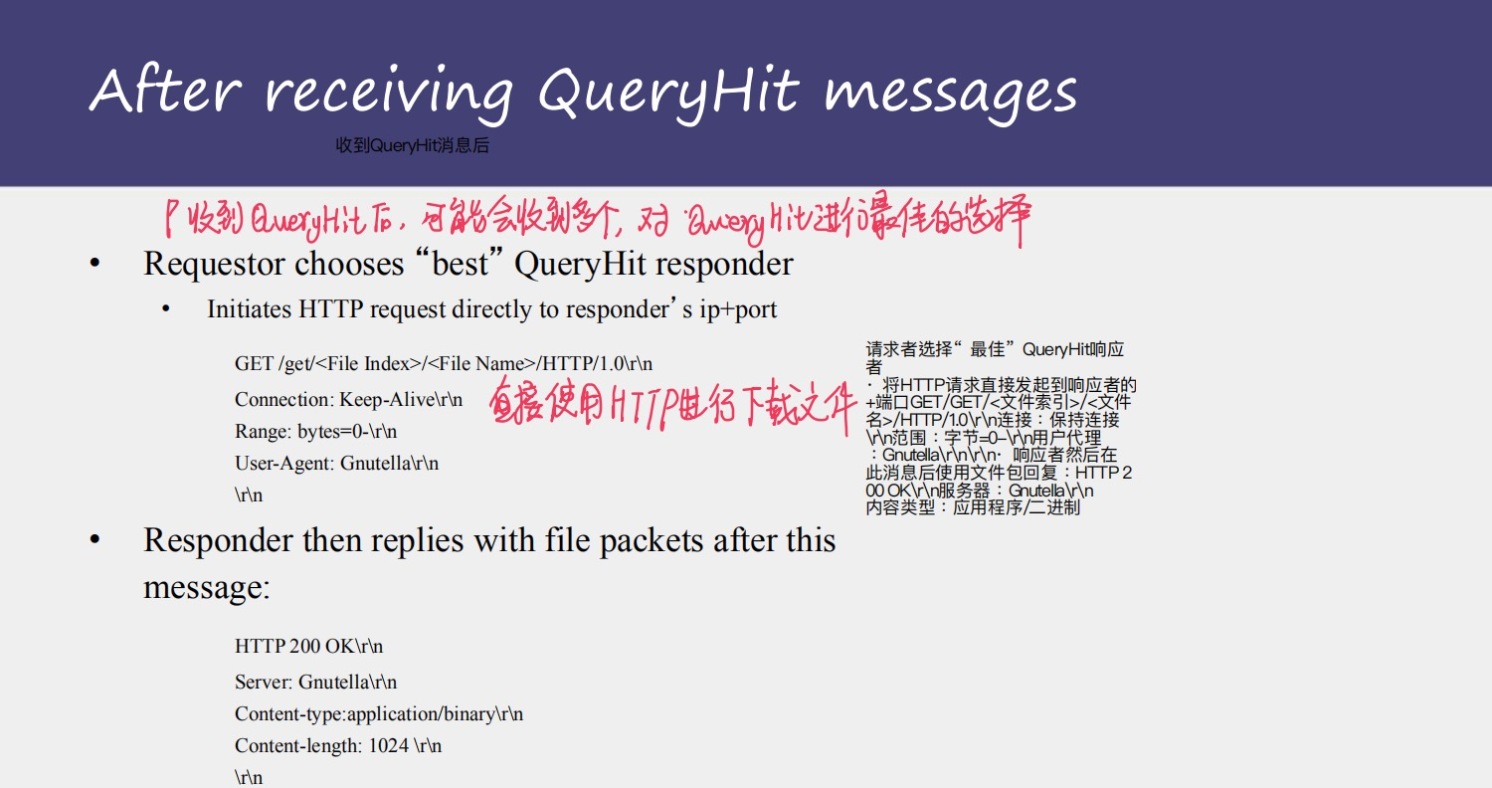 After receiving QueryHit messages
收到QueryHit消息后
P 收到QueryHit后，可能会收到多个，对QueryHit进行最佳的选择
• Requestor chooses “best” QueryHit responder
• Initiates HTTP request directly to responder’s ip+port
GET /get/<File Index>/<File Name>/HTTP/1.0\r\n
Connection: Keep-Alive\r\n
直接使用HTTP进行下载文件
Range: bytes=0-\r\n
User-Agent: Gnutella\r\n
\r\n
请求者选择“ 最佳”QueryHit响应
者
· 将HTTP请求直接发起到响应者的
+端口GET/GET/<文件索引>/<文件
名>/HTTP/1.0\r\n连接：保持连接
\r\n范围：字节=0–\r\n用户代理
：Gnutella\r\n\r\n· 响应者然后在
此消息后使用文件包回复：HTTP 2
00 OK\r\n服务器：Gnutella\r\n
内容类型：应用程序/二进制
• Responder then replies with file packets after this
message:
HTTP 200 OK\r\n
Server: Gnutella\r\n
Content-type:application/binary\r\n
Content-length: 1024 \r\n
\r\n